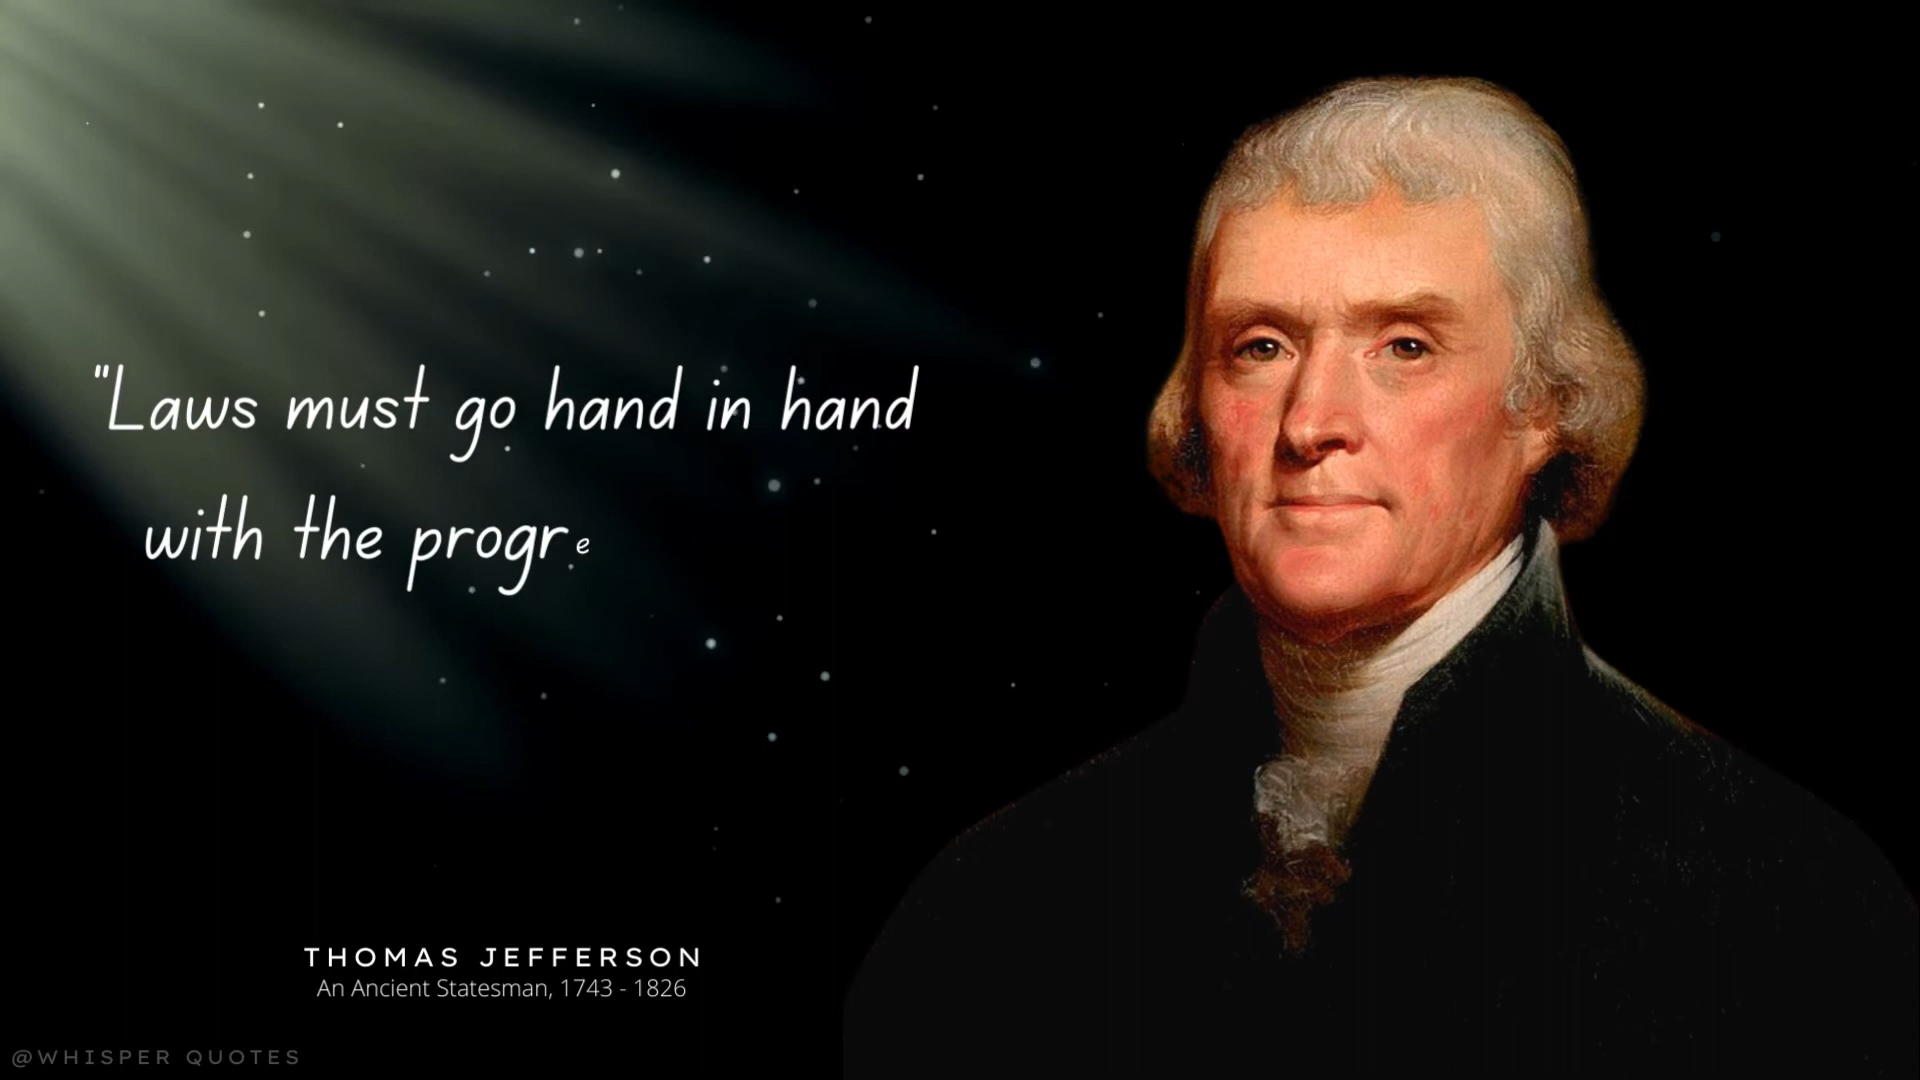 "Laws must go hand in hand
with the progre
THOMAS JEFFERSON
An Ancient Statesman, 1743 - 1826
@WHISPER QUOTES